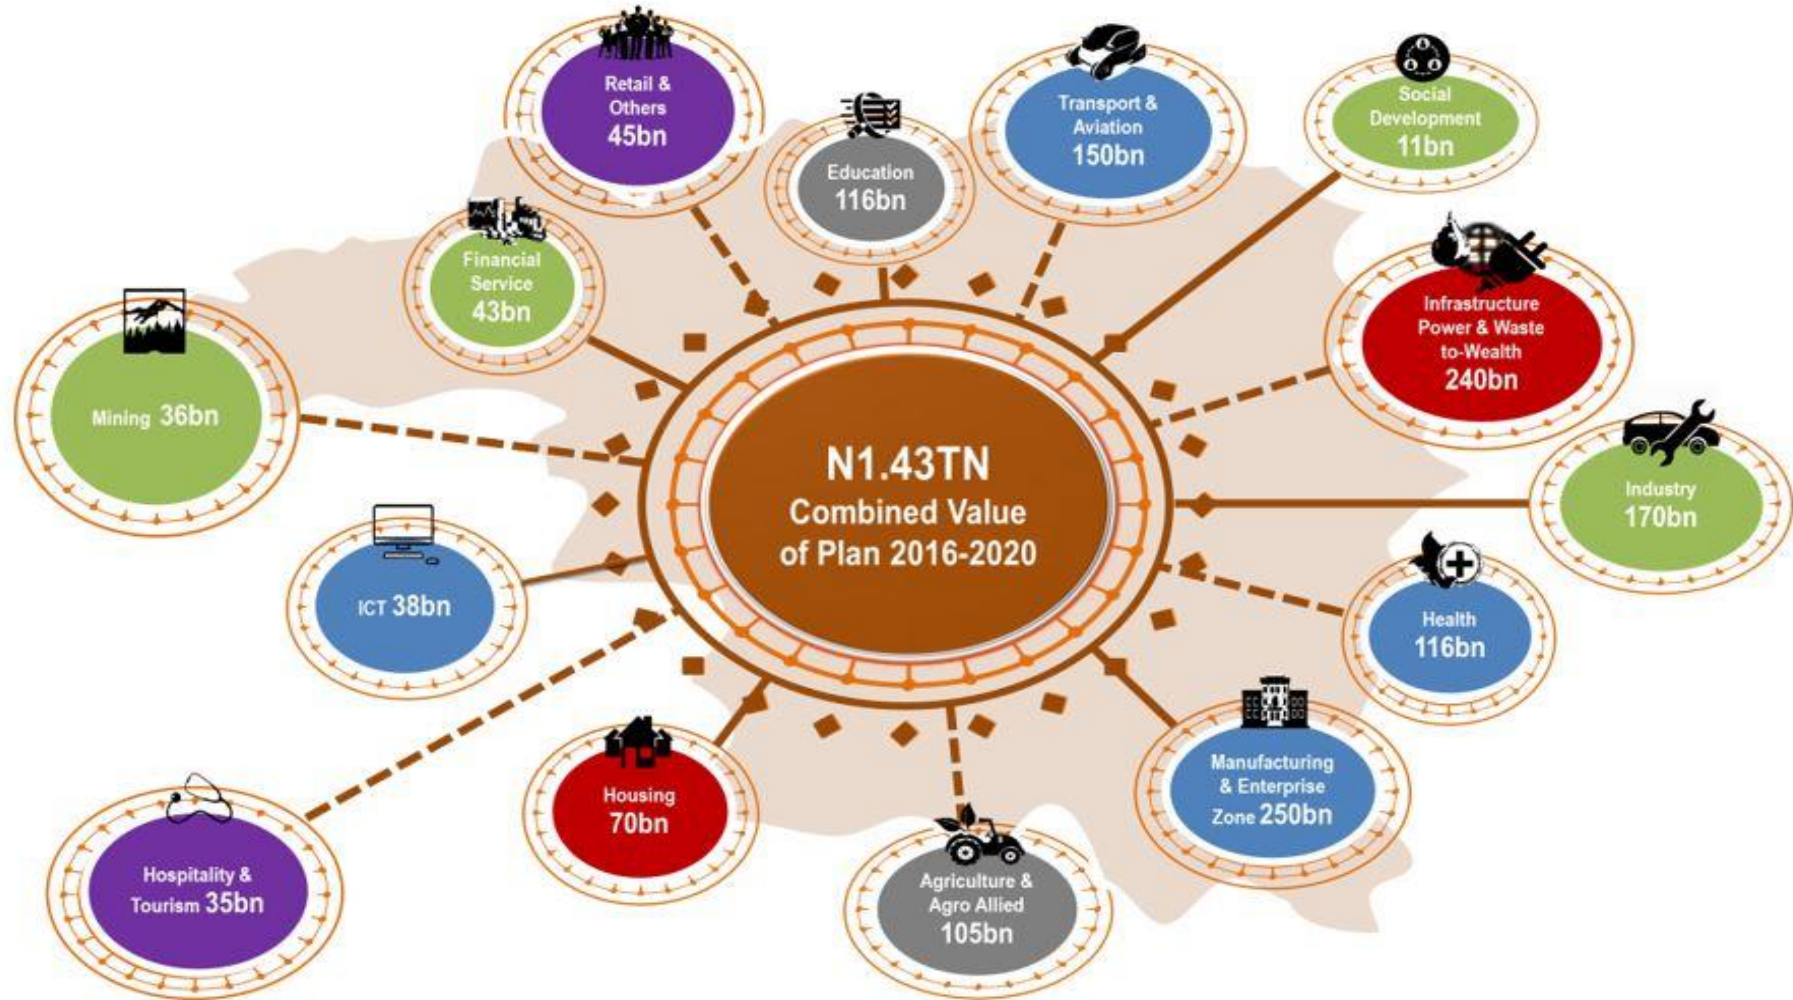 Retail &
Others
45bn
Education
116bn
Transport &
Aviation
150bn
Social
Development
11bn
Financial
Service
43bn
Infrastructure
Power & Waste
to-Wealth
240bn
Mining 36bn
N1.43TN
Combined Value
of Plan 2016-2020
Industry
170bn
ICT 38bn
Health
116bn
Housing
70bn
Manufacturing
& Enterprise
Zone 250bn
Hospitality &
Tourism 35bn
Agriculture &
Agro Allied
105bn